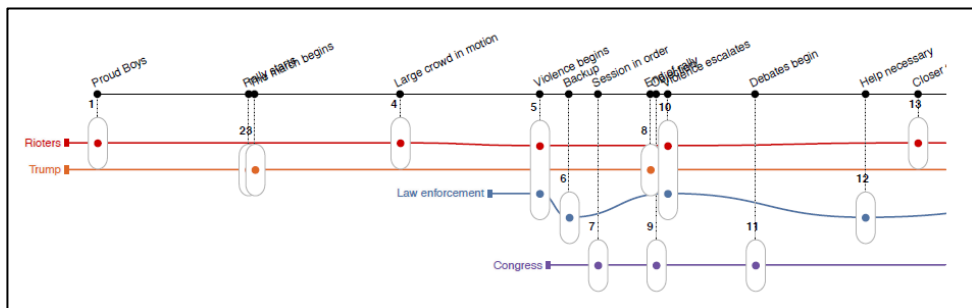 Proud Boys
Rally starts
The march begins
Large crowd in motion
Violence begins
Backup
Session in order
End of rally
Violence escalates
Debates begin
Help necessary
Closer
1
23
4
5
6
7
8
9
10
11
12
13
Rioters
Trump
Law enforcement
Congress